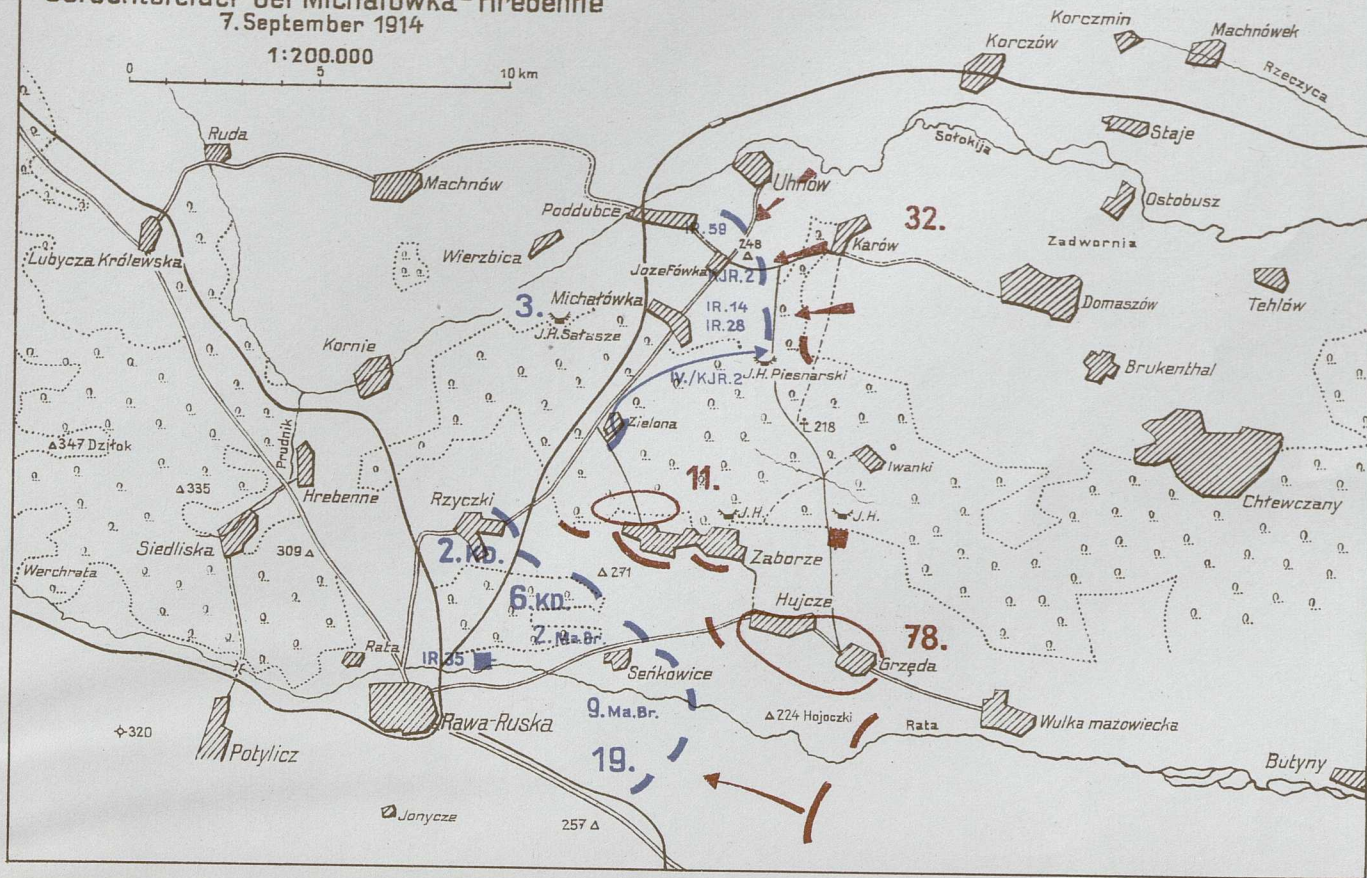 bei Michałówka-Hrebenne
7. September 1914
1:200.000
0 5 10 km
Korczmin
Machnówek
Korczów
Rzeczyca
Ruda
Staje
Sołokija
Machnów
Uhnów
Ostobusz
Poddubce
IR.59
32.
248
Karów
Zadwornia
Lubycza Królewska
Wierzbica
Jozefówka
KJR.2
Domaszów
Tehlów
3.
Michałówka
IR.14
IR.28
J.H.Sałasze
Kornie
IV./KJR.2
J.H.Piesnarski
Brukenthal
Zielona
218
347 Dziłok
Prudnik
Iwanki
335
Hrebenne
Rzyczki
11.
Chłewczany
J.H.
J.H.
Siedliska
309
2.KD.
Zaborze
Werchrata
271
6.KD.
Hujcze
2.Ma.Br.
78.
Rata
IR.35
Seńkowice
Grzęda
9.Ma.Br.
224 Hojoczki
Rata
Wulka mazowiecka
Rawa-Ruska
320
Potylicz
19.
Butyny
Jonycze
257